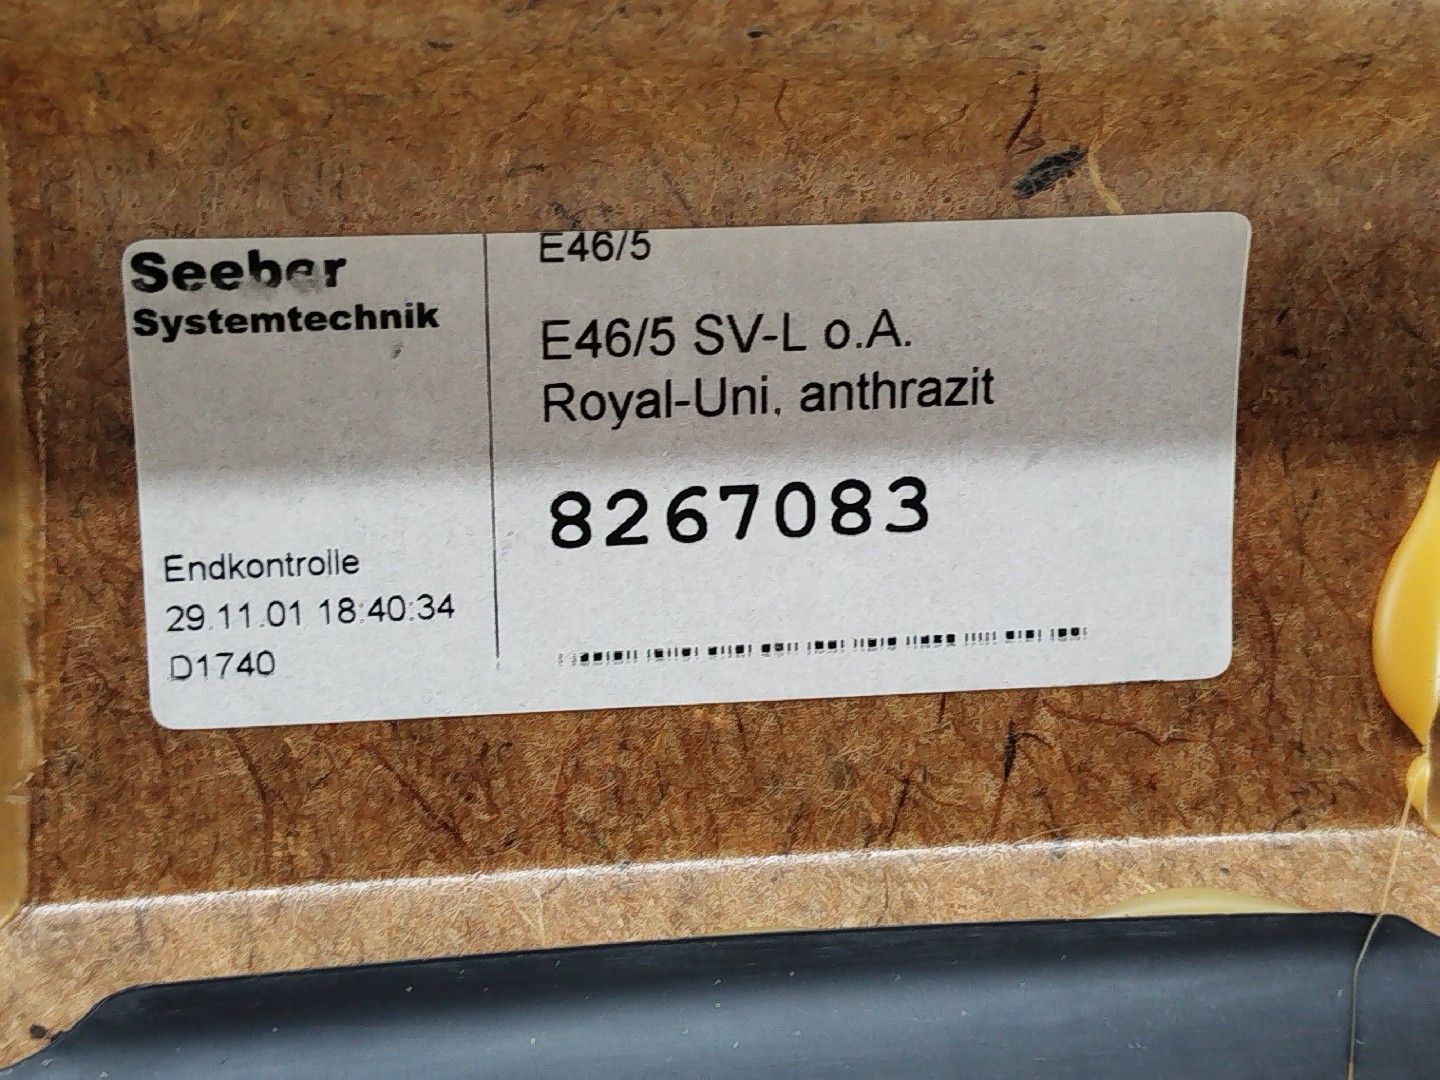 Seeber
Systemtechnik
Endkontrolle
29.11.01 18:40:34
D1740
E46/5
E46/5 SV-L o.A.
Royal-Uni, anthrazit
8267083